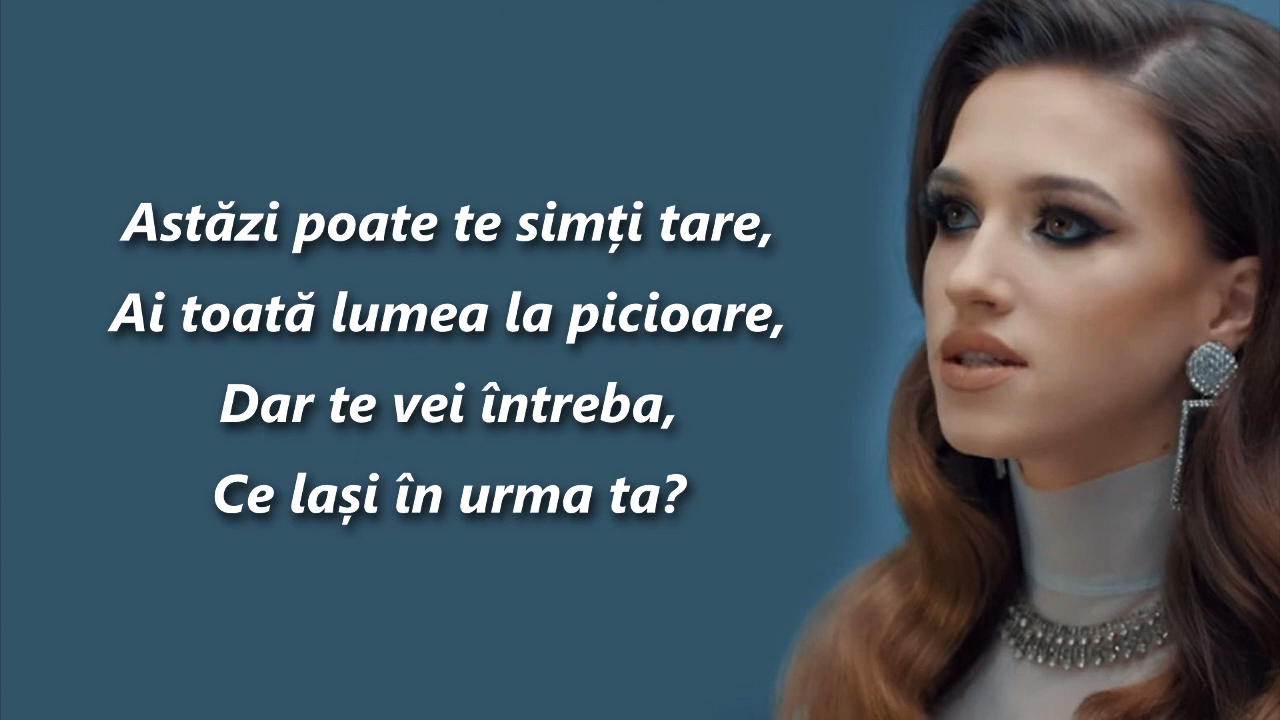 Astăzi poate te simți tare,
Ai toată lumea la picioare,
Dar te vei întreba,
Ce lași în urma ta?